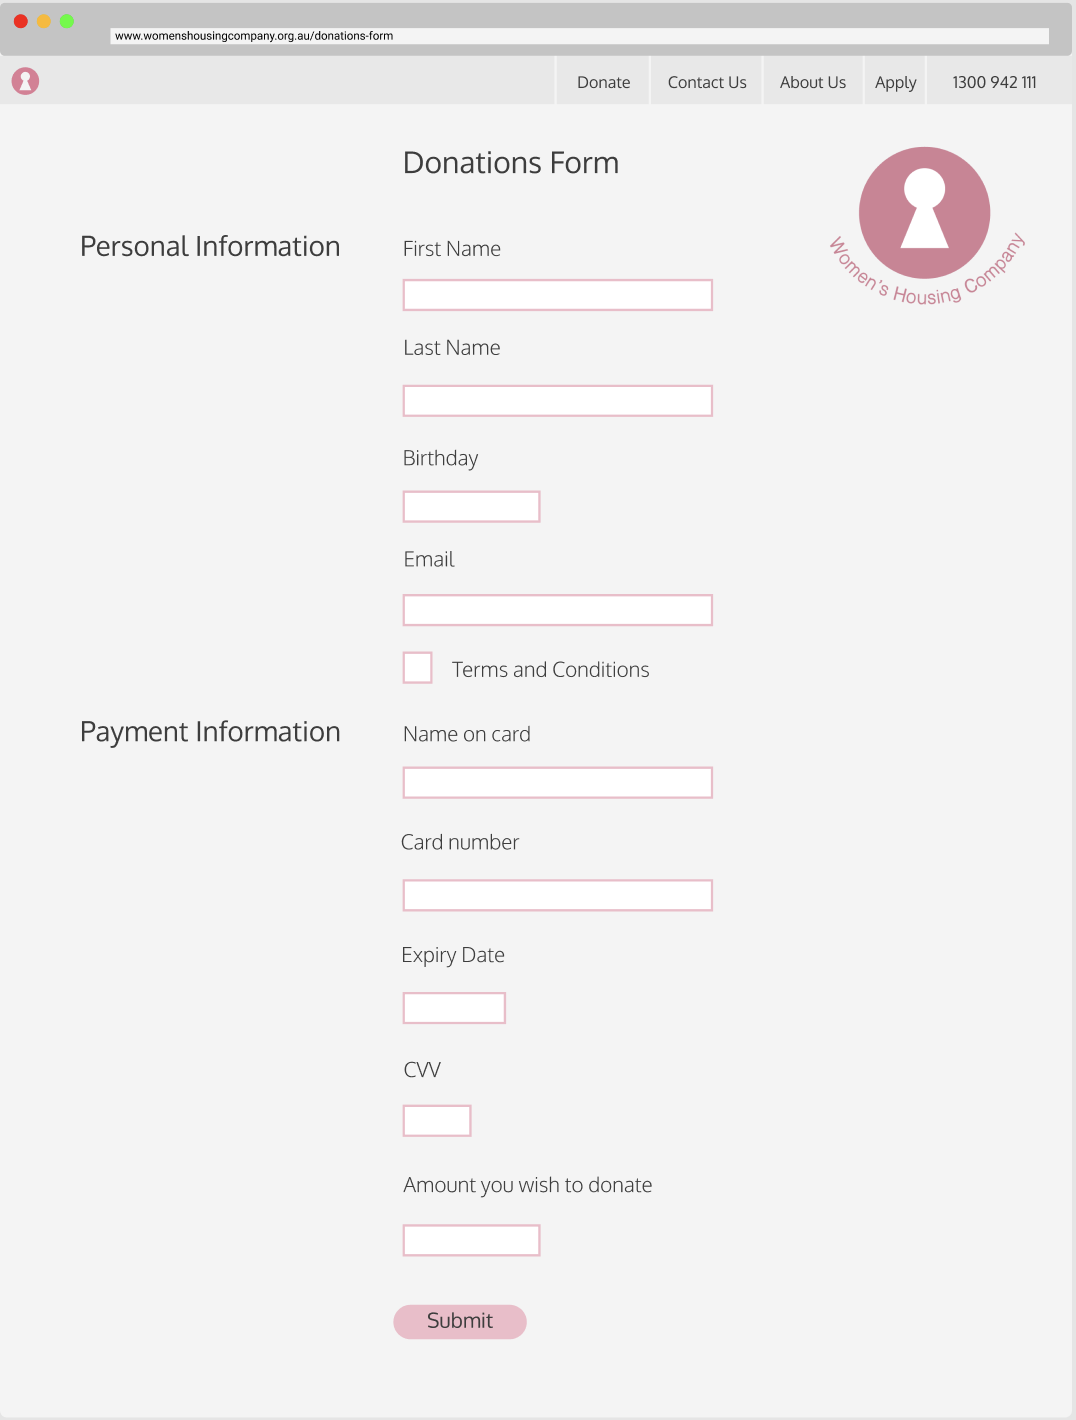 www.womenshousingcompany.org.au/donations-form
Donate
Contact Us
About Us
Apply
1300 942 111
Donations Form
Women's Housing Company
Personal Information
First Name
Last Name
Birthday
Email
Terms and Conditions
Payment Information
Name on card
Card number
Expiry Date
CVV
Amount you wish to donate
Submit